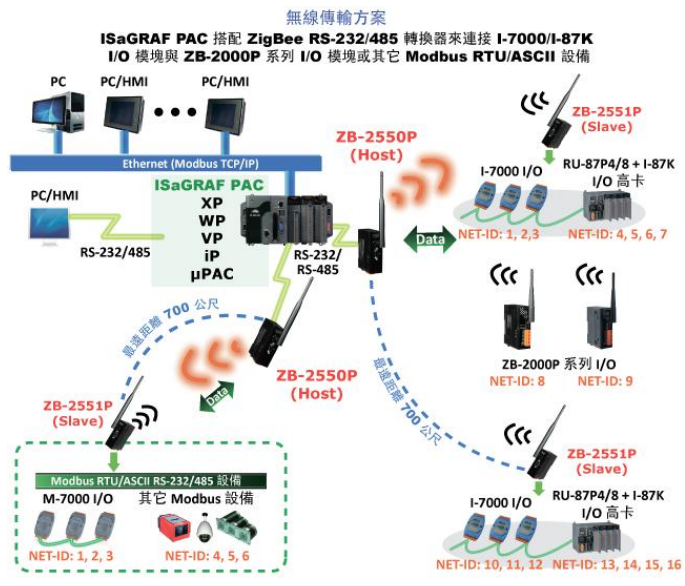 無線傳輸方案
ISaGRAF PAC 搭配 ZigBee RS-232/485 轉換器來連接 I-7000/I-87K
I/O 模塊與 ZB-2000P 系列 I/O 模塊或其它 Modbus RTU/ASCII 設備
PC
PC/HMI
PC/HMI
Ethernet (Modbus TCP/IP)
ZB-2550P
(Host)
ZB-2551P
(Slave)
I-7000 I/O
RU-87P4/8 + I-87K
I/O 高卡
NET-ID: 1, 2,3
NET-ID: 4, 5, 6, 7
PC/HMI
RS-232/485
ISaGRAF PAC
XP
WP
VP
iP
μPAC
RS-232/
RS-485
Data
ZB-2000P 系列 I/O
NET-ID: 8
NET-ID: 9
最遠距離 700 公尺
ZB-2550P
(Host)
Data
最遠距離 700 公尺
ZB-2551P
(Slave)
Modbus RTU/ASCII RS-232/485 設備
M-7000 I/O
其它 Modbus 設備
NET-ID: 1, 2, 3
NET-ID: 4, 5, 6
ZB-2551P
(Slave)
I-7000 I/O
RU-87P4/8 + I-87K
I/O 高卡
NET-ID: 10, 11, 12
NET-ID: 13, 14, 15, 16